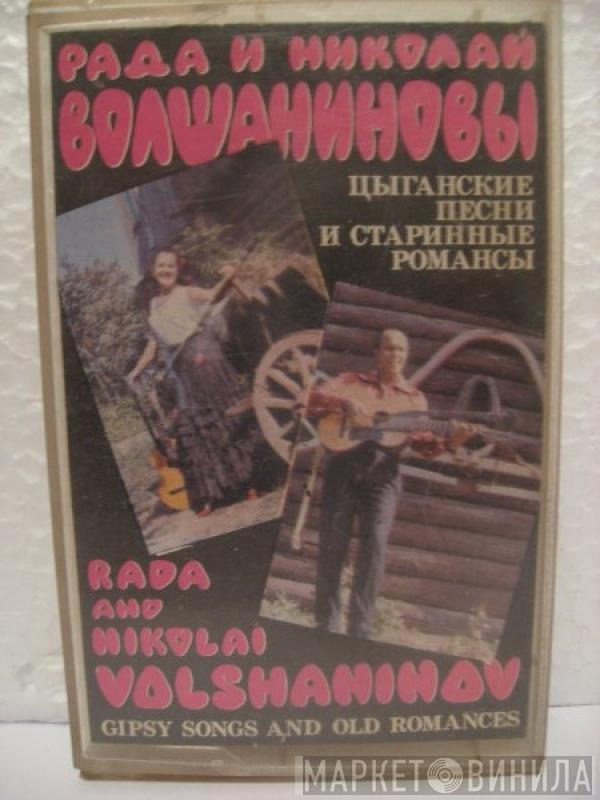 РАДА И НИКОЛАЙ
ВОЛШАНИНОВЫ
ЦЫГАНСКИЕ
ПЕСНИ
И СТАРИННЫЕ
РОМАНСЫ
RADA
AND
NIKOLAI
VOLSHANINOV
GIPSY SONGS AND OLD ROMANCES
МАРКЕТ ВИНИЛА